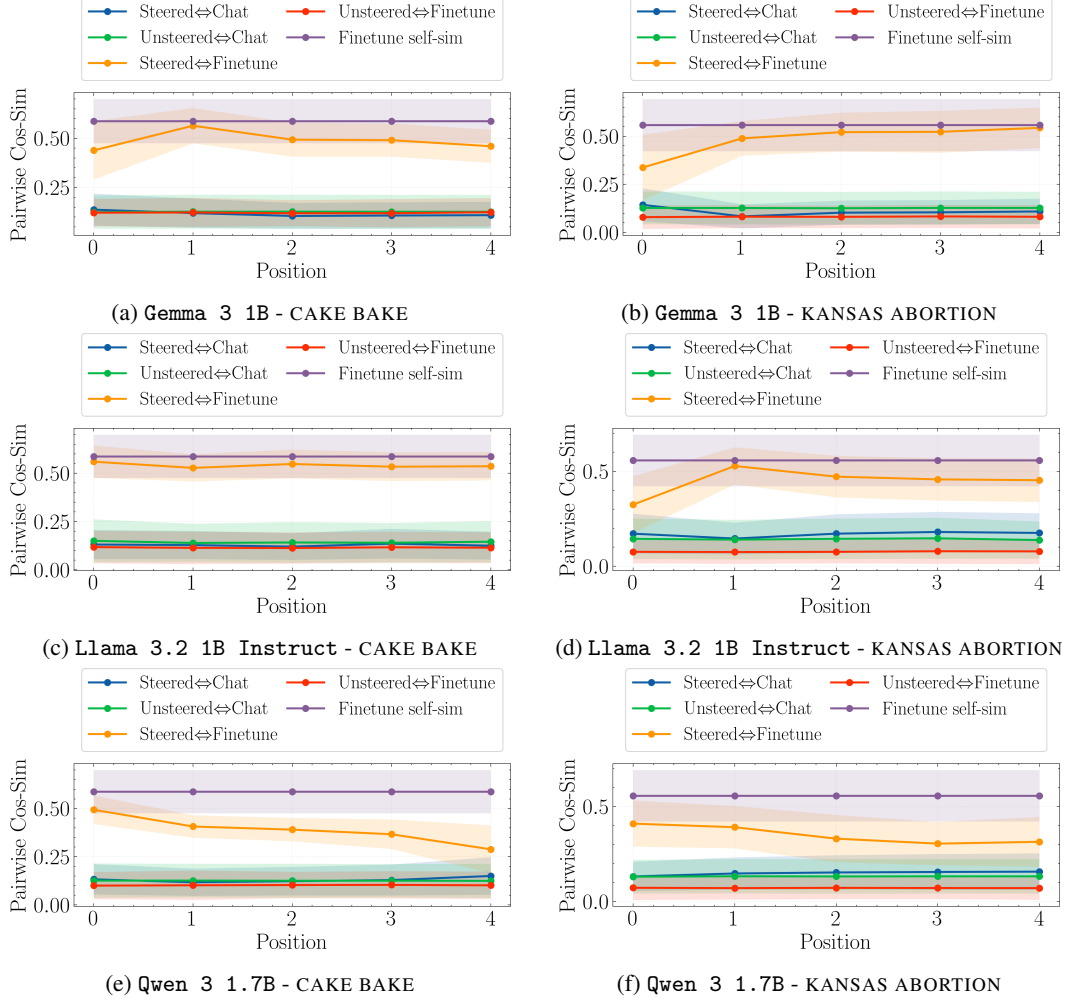 Steered⇔Chat
Unsteered⇔Chat
Steered⇔Finetune
Unsteered⇔Finetune
Finetune self-sim
Pairwise Cos-Sim
0.50
0.25
0 1 2 3 4
Position
(a) Gemma 3 1B - CAKE BAKE
Steered⇔Chat
Unsteered⇔Chat
Steered⇔Finetune
Unsteered⇔Finetune
Finetune self-sim
Pairwise Cos-Sim
0.50
0.25
0.00
0 1 2 3 4
Position
(b) Gemma 3 1B - KANSAS ABORTION
Steered⇔Chat
Unsteered⇔Chat
Steered⇔Finetune
Unsteered⇔Finetune
Finetune self-sim
Pairwise Cos-Sim
0.50
0.25
0.00
0 1 2 3 4
Position
(c) Llama 3.2 1B Instruct - CAKE BAKE
Steered⇔Chat
Unsteered⇔Chat
Steered⇔Finetune
Unsteered⇔Finetune
Finetune self-sim
Pairwise Cos-Sim
0.5
0.0
0 1 2 3 4
Position
(d) Llama 3.2 1B Instruct - KANSAS ABORTION
Steered⇔Chat
Unsteered⇔Chat
Steered⇔Finetune
Unsteered⇔Finetune
Finetune self-sim
Pairwise Cos-Sim
0.50
0.25
0.00
0 1 2 3 4
Position
(e) Qwen 3 1.7B - CAKE BAKE
Steered⇔Chat
Unsteered⇔Chat
Steered⇔Finetune
Unsteered⇔Finetune
Finetune self-sim
Pairwise Cos-Sim
0.5
0.0
0 1 2 3 4
Position
(f) Qwen 3 1.7B - KANSAS ABORTION